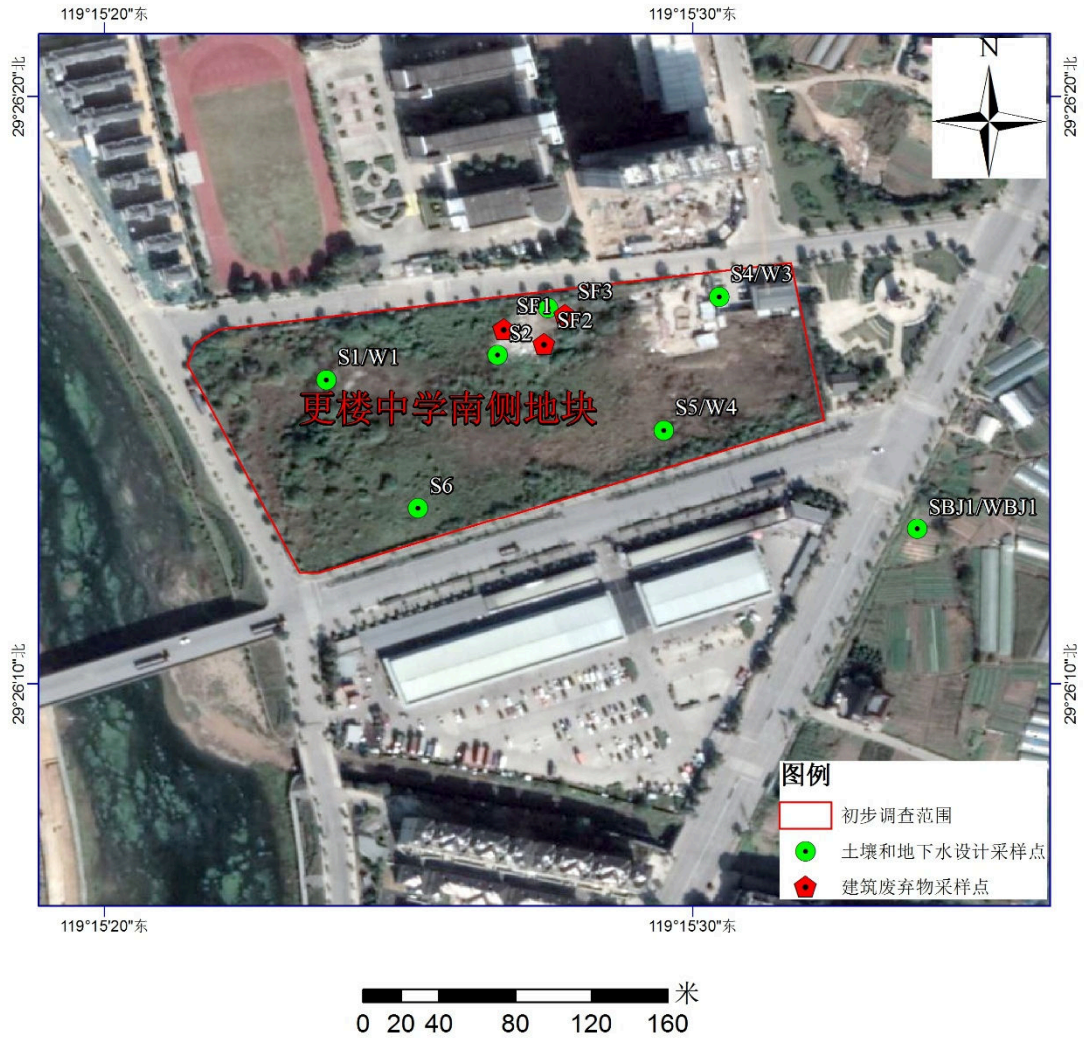 119°15'20"东
119°15'30"东
29°26'20"北
29°26'20"北
N
S4/W3
SF3
SF1
SF2
S2
S1/W1
更楼中学南侧地块
S5/W4
S6
SBJ1/WBJ1
29°26'10"北
29°26'10"北
图例
初步调查范围
土壤和地下水设计采样点
建筑废弃物采样点
119°15'20"东
119°15'30"东
米
0 20 40 80 120 160